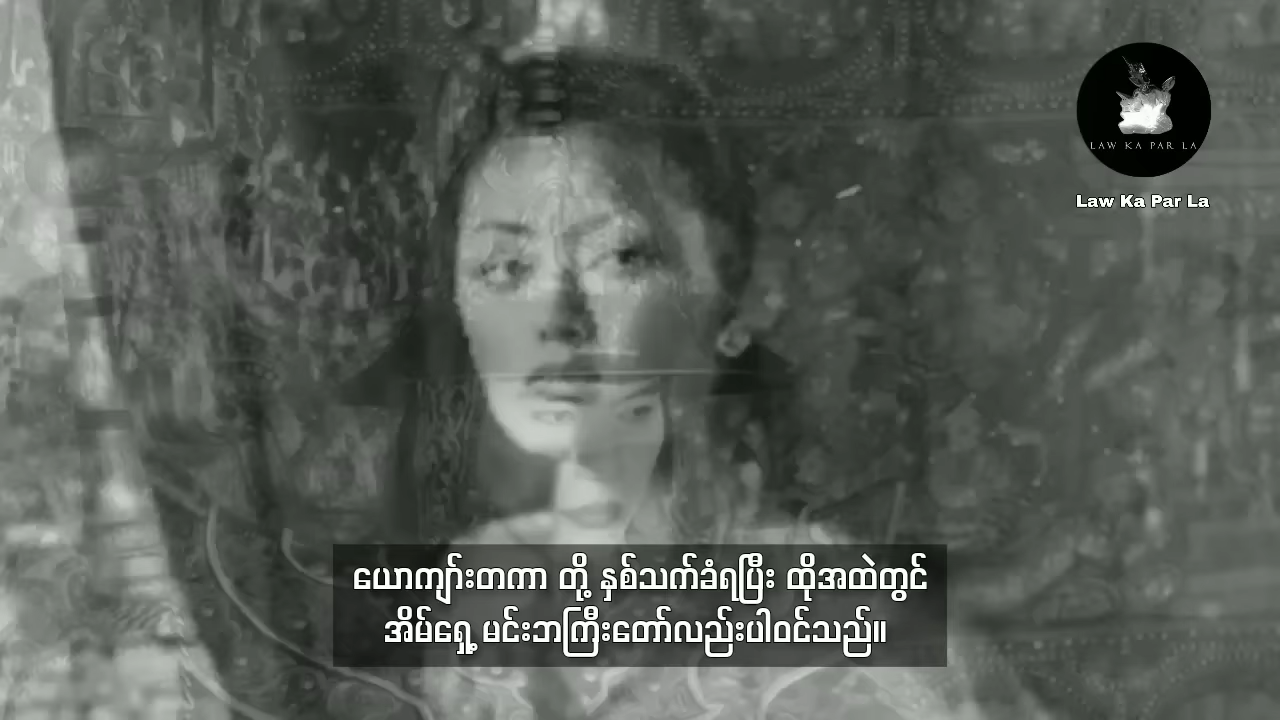 LAW KA PAR LA
Law Ka Par La
ယောကျာ်းတကာ တို့ နှစ်သက်ခံရပြီး ထိုအထဲတွင်
အိမ်ရှေ့ မင်းဘကြီးတော်လည်းပါဝင်သည်။